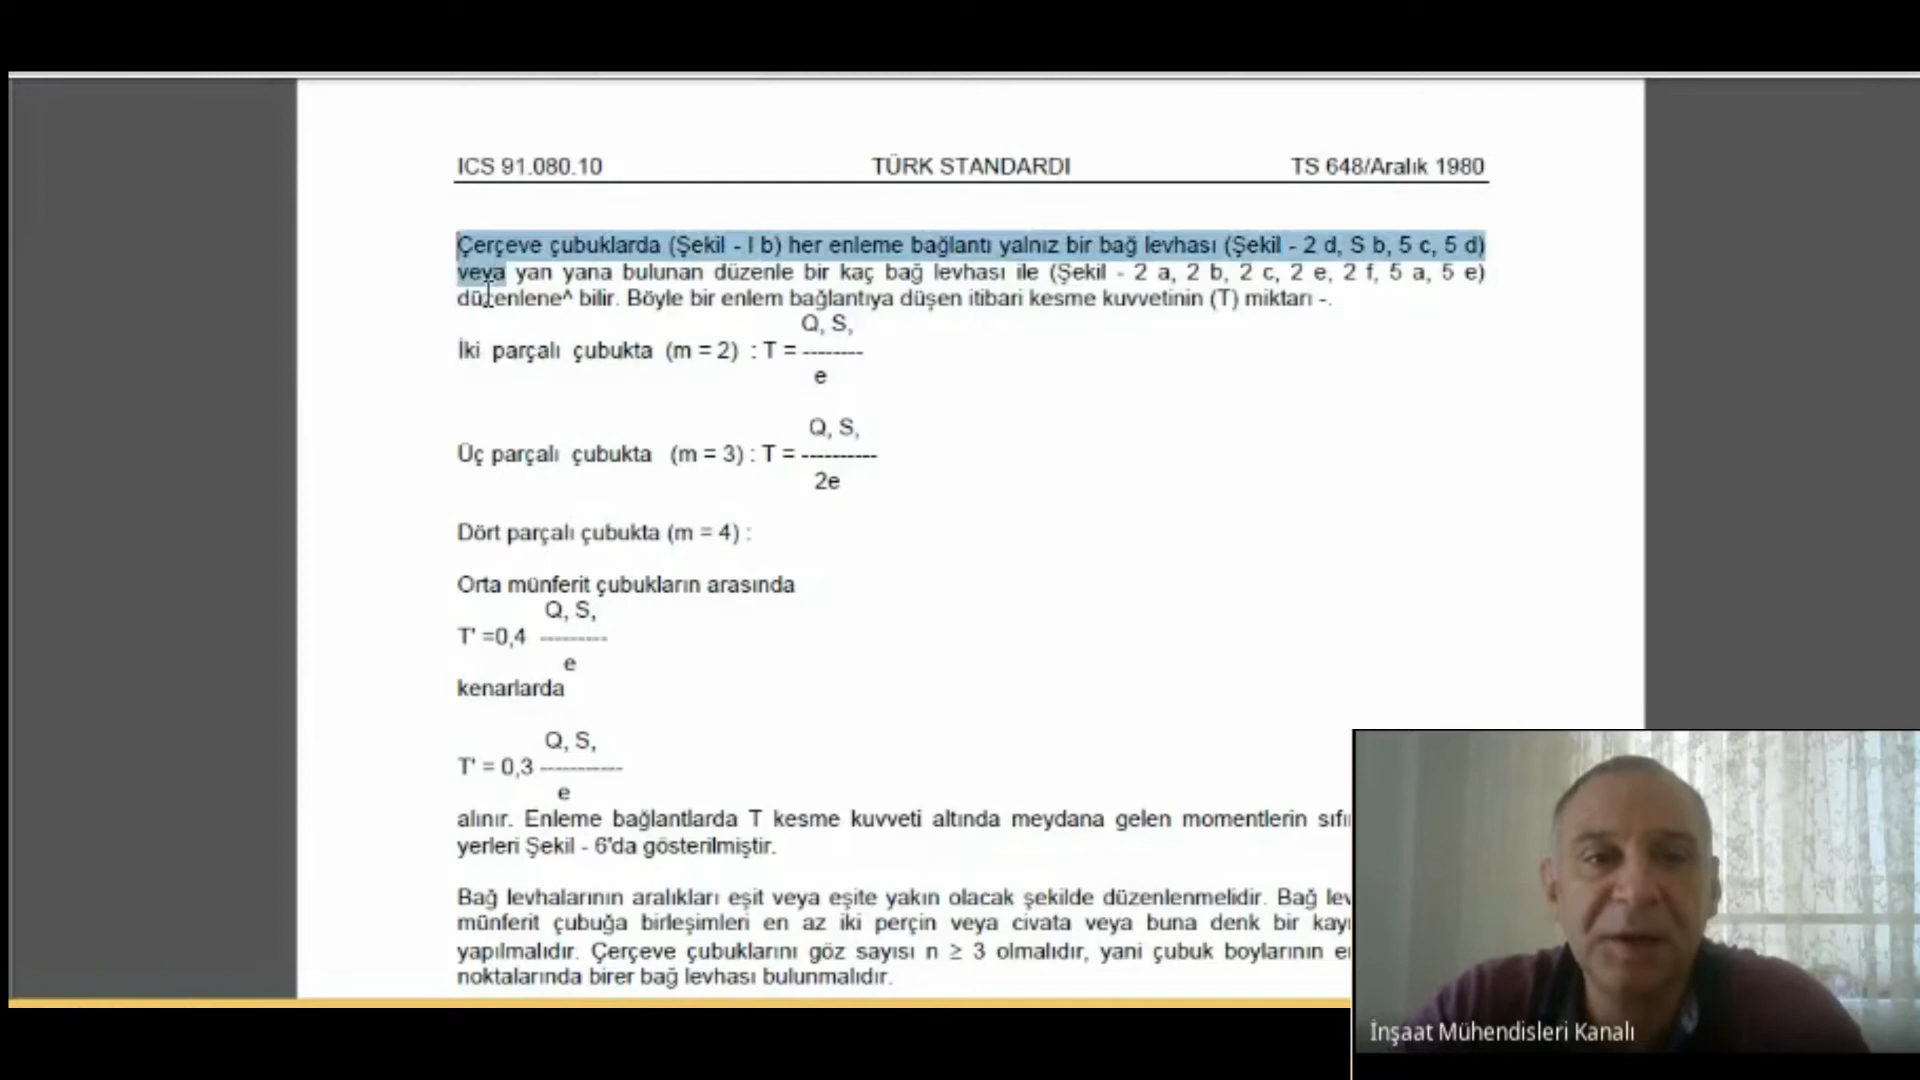 ICS 91.080.10 TÜRK STANDARDI TS 648/Aralık 1980
Çerçeve çubuklarda (Şekil - I b) her enleme bağlantı yalnız bir bağ levhası (Şekil - 2 d, S b, 5 c, 5 d)
veya yan yana bulunan düzenle bir kaç bağ levhası ile (Şekil - 2 a, 2 b, 2 c, 2 e, 2 f, 5 a, 5 e)
düzenlene^ bilir. Böyle bir enlem bağlantıya düşen itibari kesme kuvvetinin (T) miktarı -.
Q, S,
İki parçalı çubukta (m = 2) : T = --------
e
Q, S,
Üç parçalı çubukta (m = 3) : T = ----------
2e
Dört parçalı çubukta (m = 4) :
Orta münferit çubukların arasında
Q, S,
T' =0,4 ---------
e
kenarlarda
Q, S,
T' = 0,3 -----------
e
alınır. Enleme bağlantlarda T kesme kuvveti altında meydana gelen momentlerin
yerleri Şekil - 6'da gösterilmiştir.
Bağ levhalarının aralıkları eşit veya eşite yakın olacak şekilde düzenlenmelidir. Bağ
münferit çubuğa birleşimleri en az iki perçin veya civata veya buna denk bir
yapılmalıdır. Çerçeve çubuklarını göz sayısı n ≥ 3 olmalıdır, yani çubuk boylarının
noktalarında birer bağ levhası bulunmalıdır.
İnşaat Mühendisleri Kanalı